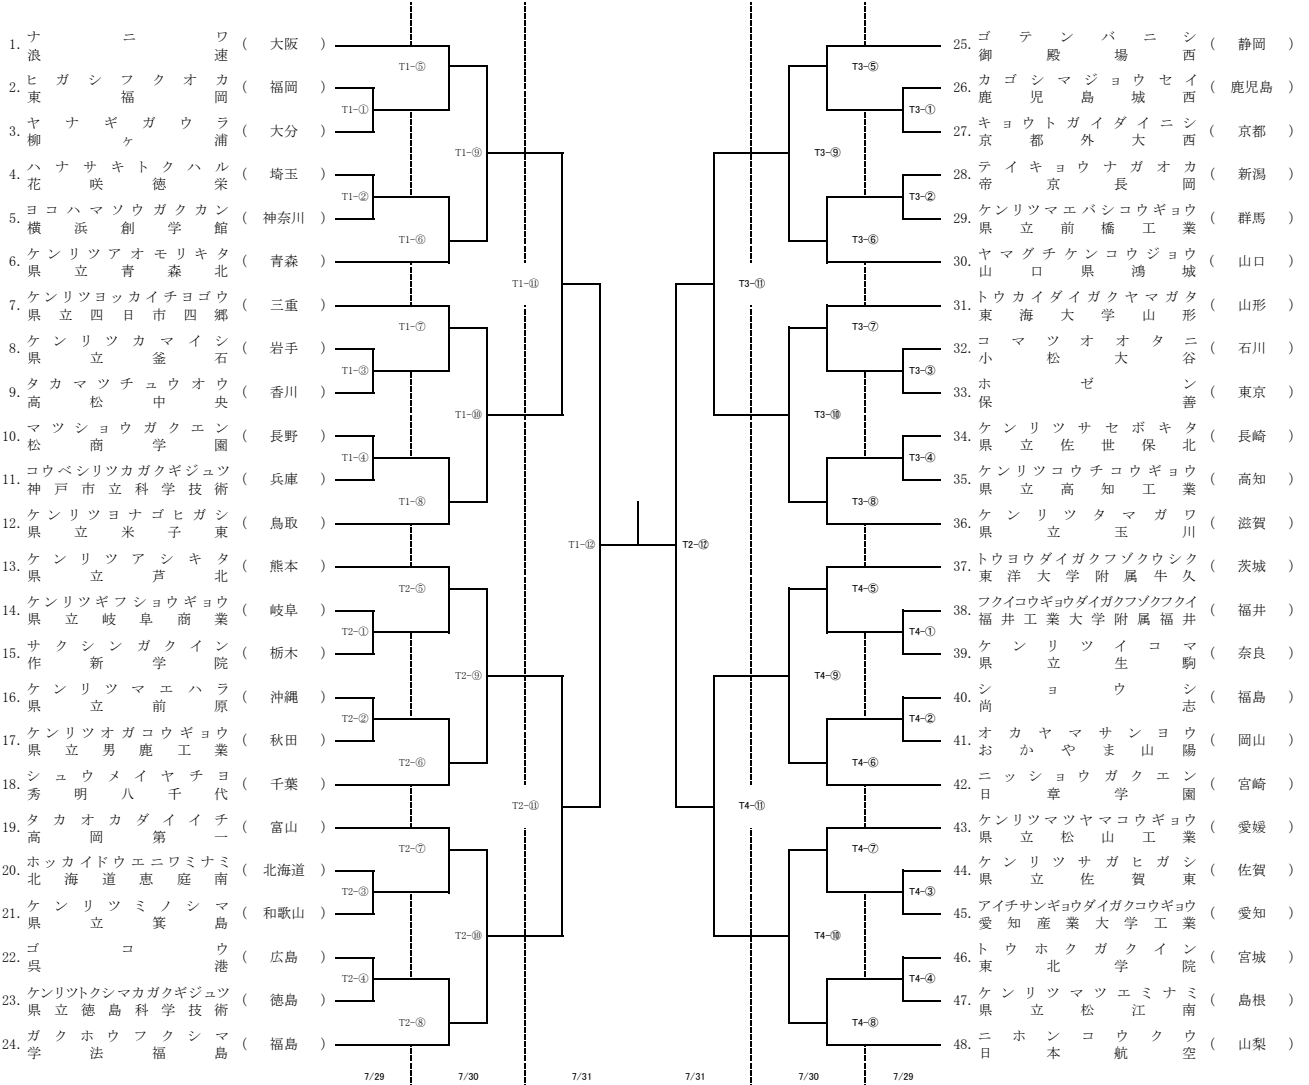 1. ナニワ
浪速 ( 大阪 )
2. ヒガシフクオカ
東福岡 ( 福岡 )
3. ヤナギガウラ
柳ヶ浦 ( 大分 )
4. ハナサキトクハル
花咲徳栄 ( 埼玉 )
5. ヨコハマソウガクカン
横浜創学館 ( 神奈川 )
6. ケンリツアオモリキタ
県立青森北 ( 青森 )
7. ケンリツヨッカイチヨゴウ
県立四日市四郷 ( 三重 )
8. ケンリツカマイシ
県立釜石 ( 岩手 )
9. タカマツチュウオウ
高松中央 ( 香川 )
10. マツショウガクエン
松商学園 ( 長野 )
11. コウベシリツカガクギジュツ
神戸市立科学技術 ( 兵庫 )
12. ケンリツヨナゴヒガシ
県立米子東 ( 鳥取 )
13. ケンリツアシキタ
県立芦北 ( 熊本 )
14. ケンリツギフショウギョウ
県立岐阜商業 ( 岐阜 )
15. サクシンガクイン
作新学院 ( 栃木 )
16. ケンリツマエハラ
県立前原 ( 沖縄 )
17. ケンリツオガコウギョウ
県立男鹿工業 ( 秋田 )
18. シュウメイヤチヨ
秀明八千代 ( 千葉 )
19. タカオカダイイチ
高岡第一 ( 富山 )
20. ホッカイドウエニワミナミ
北海道恵庭南 ( 北海道 )
21. ケンリツミノシマ
県立箕島 ( 和歌山 )
22. ゴコウ
呉港 ( 広島 )
23. ケンリツトクシマカガクギジュツ
県立徳島科学技術 ( 徳島 )
24. ガクホウフクシマ
学法福島 ( 福島 )
T1-⑤
T1-①
T1-⑨
T1-②
T1-⑥
T1-⑪
T1-⑦
T1-③
T1-⑩
T1-④
T1-⑧
T1-⑫
T2-⑤
T2-①
T2-⑨
T2-②
T2-⑥
T2-⑪
T2-⑦
T2-③
T2-⑩
T2-④
T2-⑧
T3-⑤
T3-①
T3-⑨
T3-②
T3-⑥
T3-⑪
T3-⑦
T3-③
T3-⑩
T3-④
T3-⑧
T2-⑫
T4-⑤
T4-①
T4-⑨
T4-②
T4-⑥
T4-⑪
T4-⑦
T4-③
T4-⑩
T4-④
T4-⑧
25. ゴテンバニシ
御殿場西 ( 静岡 )
26. カゴシマジョウセイ
鹿児島城西 ( 鹿児島 )
27. キョウトガイダイニシ
京都外大西 ( 京都 )
28. テイキョウナガオカ
帝京長岡 ( 新潟 )
29. ケンリツマエバシコウギョウ
県立前橋工業 ( 群馬 )
30. ヤマグチケンコウジョウ
山口県鴻城 ( 山口 )
31. トウカイダイガクヤマガタ
東海大学山形 ( 山形 )
32. コマツオオタニ
小松大谷 ( 石川 )
33. ホゼン
保善 ( 東京 )
34. ケンリツサセボキタ
県立佐世保北 ( 長崎 )
35. ケンリツコウチコウギョウ
県立高知工業 ( 高知 )
36. ケンリツタマガワ
県立玉川 ( 滋賀 )
37. トウヨウダイガクフゾクウシク
東洋大学附属牛久 ( 茨城 )
38. フクイコウギョウダイガクフゾクフクイ
福井工業大学附属福井 ( 福井 )
39. ケンリツイコマ
県立生駒 ( 奈良 )
40. ショウシ
尚志 ( 福島 )
41. オカヤマサンヨウ
おかやま山陽 ( 岡山 )
42. ニッショウガクエン
日章学園 ( 宮崎 )
43. ケンリツマツヤマコウギョウ
県立松山工業 ( 愛媛 )
44. ケンリツサガヒガシ
県立佐賀東 ( 佐賀 )
45. アイチサンギョウダイガクコウギョウ
愛知産業大学工業 ( 愛知 )
46. トウホクガクイン
東北学院 ( 宮城 )
47. ケンリツマツエミナミ
県立松江南 ( 島根 )
48. ニホンコウクウ
日本航空 ( 山梨 )
7/29 7/30 7/31 7/31 7/30 7/29